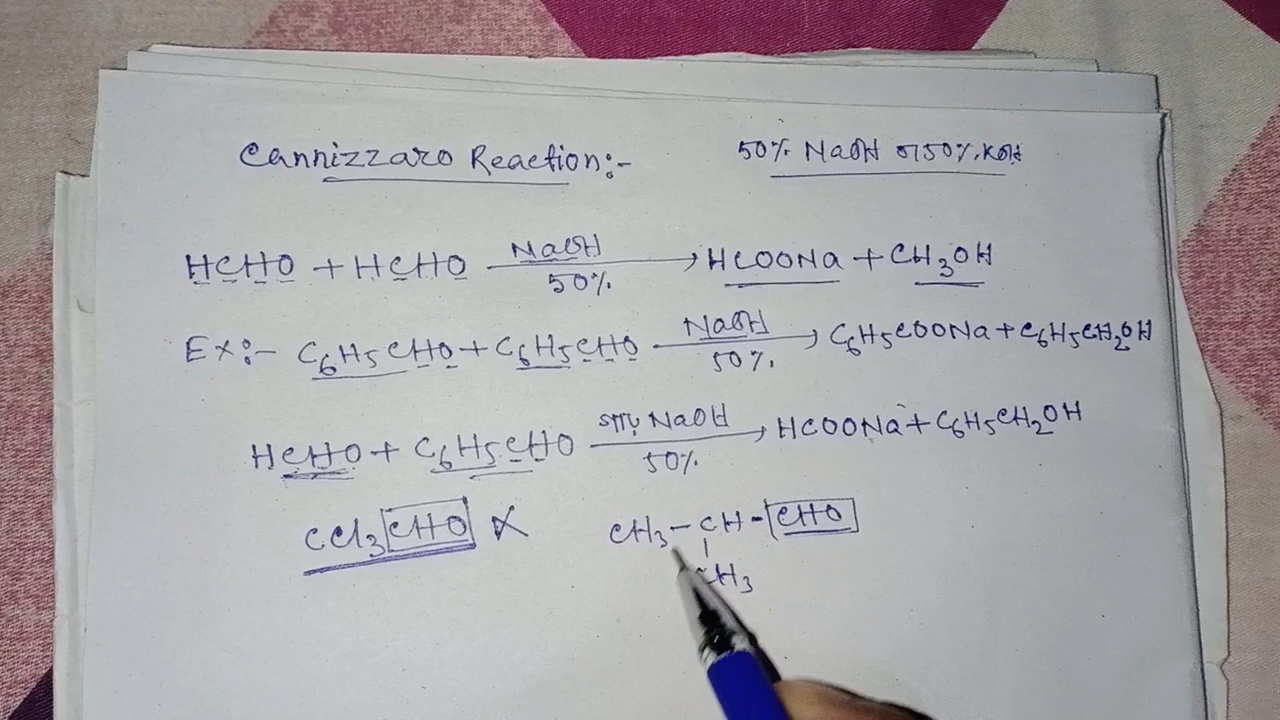 Cannizzaro Reaction:- 50% NaOH or 50% KOH
HCHO + HCHO NaOH 50% → HCOONa + CH₃OH
Ex:- C₆H₅CHO + C₆H₅CHO NaOH 50% → C₆H₅COONa + C₆H₅CH₂OH
HCHO + C₆H₅CHO सान्द्र NaOH 50% → HCOONa + C₆H₅CH₂OH
CCl₃CHO × CH₃-CH-CHO
CH₃